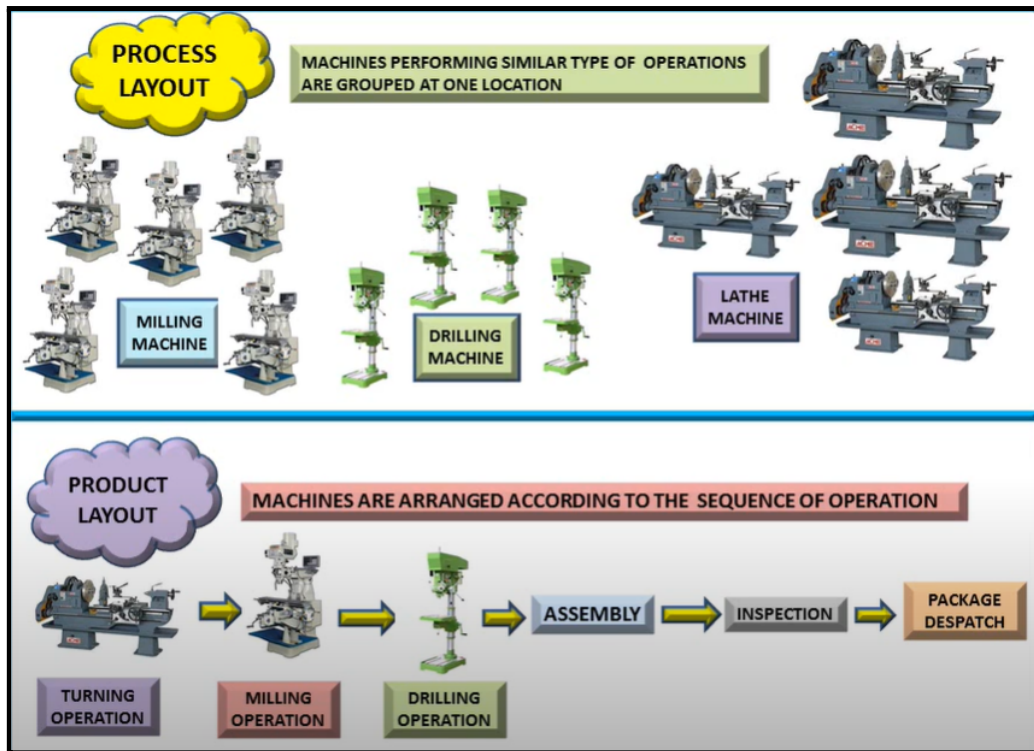 PROCESS
LAYOUT
MACHINES PERFORMING SIMILAR TYPE OF OPERATIONS
ARE GROUPED AT ONE LOCATION
MILLING
MACHINE
DRILLING
MACHINE
LATHE
MACHINE
PRODUCT
LAYOUT
MACHINES ARE ARRANGED ACCORDING TO THE SEQUENCE OF OPERATION
ASSEMBLY
INSPECTION
PACKAGE
DESPATCH
TURNING
OPERATION
MILLING
OPERATION
DRILLING
OPERATION